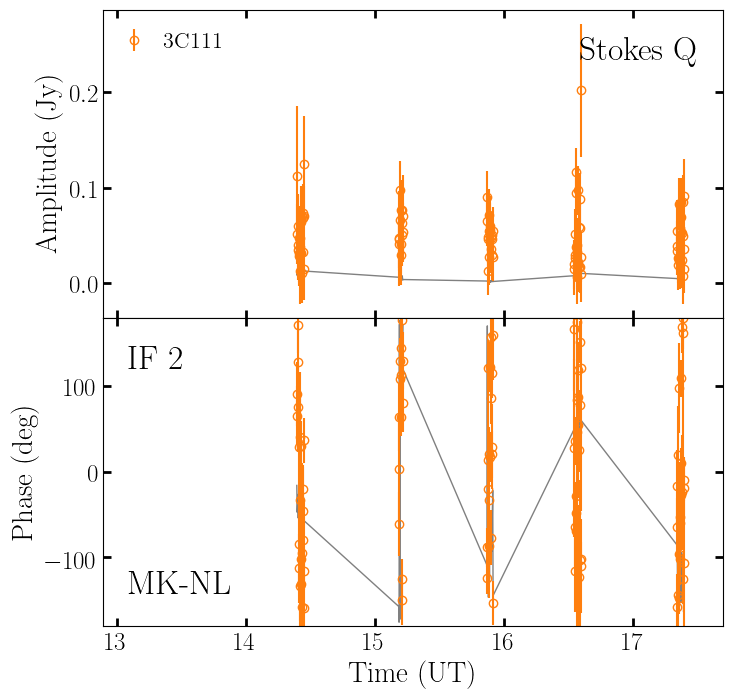 3C111
Stokes Q
Amplitude (Jy)
0.2
0.1
0.0
IF 2
MK-NL
Phase (deg)
100
0
−100
13 14 15 16 17
Time (UT)